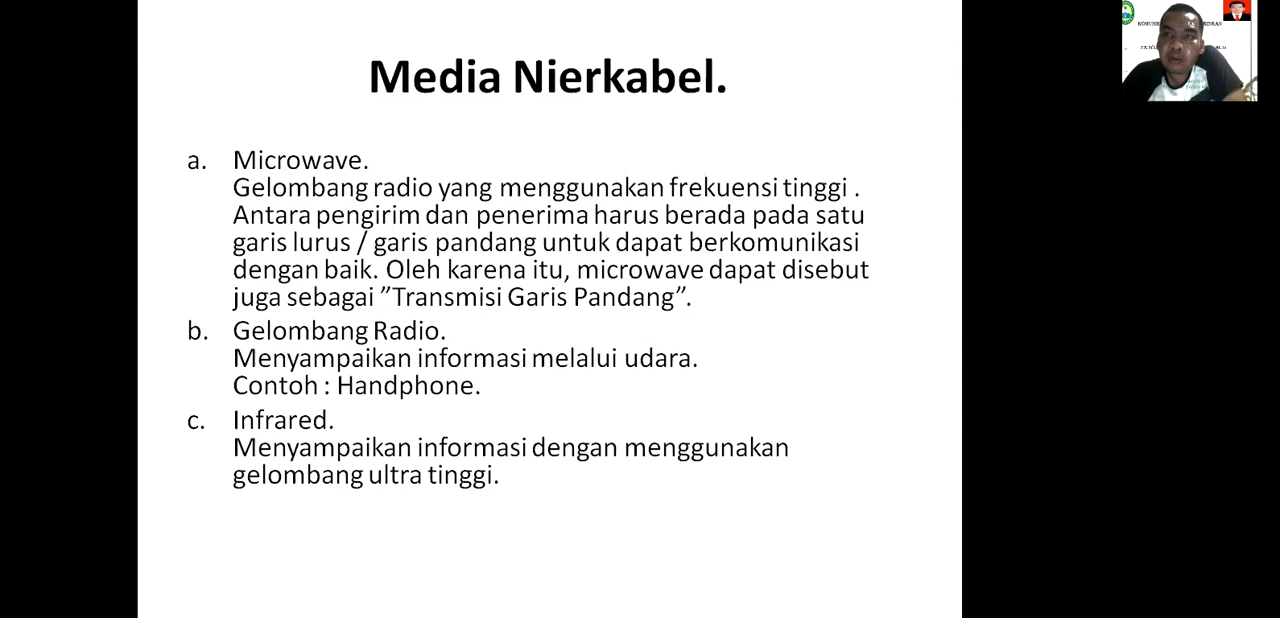 Media Nierkabel.
a. Microwave.
Gelombang radio yang menggunakan frekuensi tinggi .
Antara pengirim dan penerima harus berada pada satu
garis lurus / garis pandang untuk dapat berkomunikasi
dengan baik. Oleh karena itu, microwave dapat disebut
juga sebagai ”Transmisi Garis Pandang”.
b. Gelombang Radio.
Menyampaikan informasi melalui udara.
Contoh : Handphone.
c. Infrared.
Menyampaikan informasi dengan menggunakan
gelombang ultra tinggi.